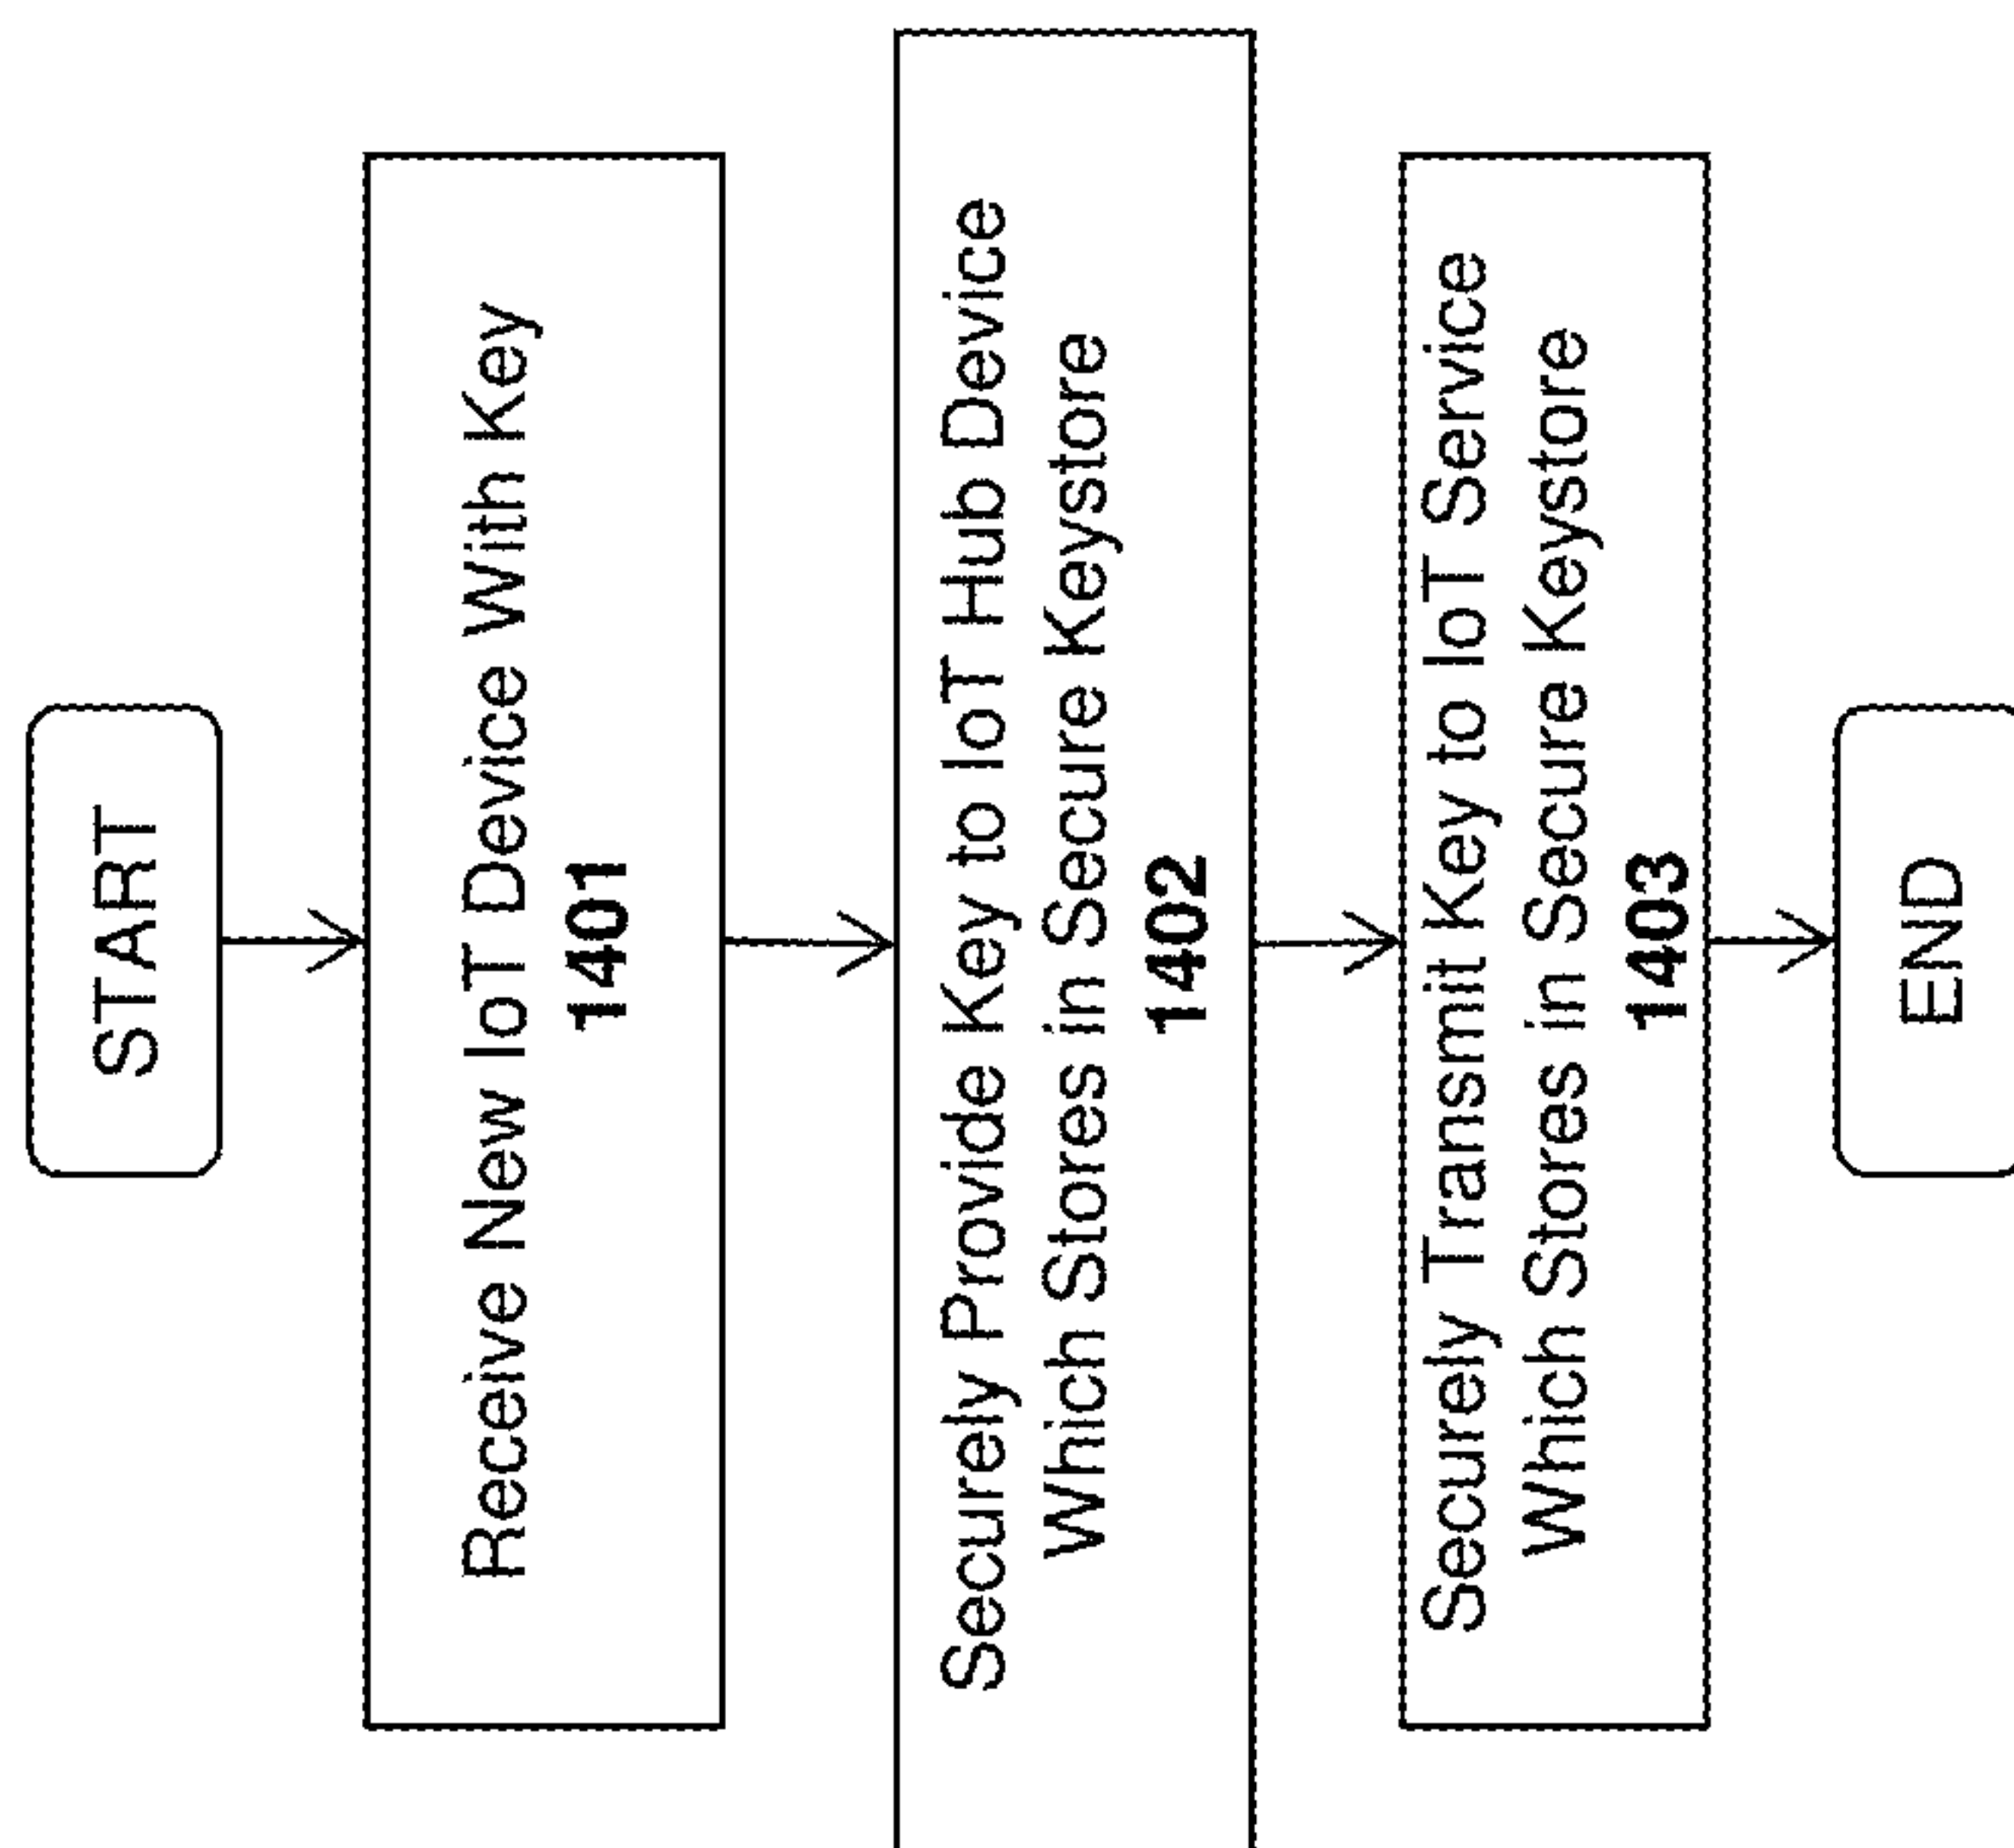 START
Receive New IoT Device With Key
1401
Securely Provide Key to IoT Hub Device
Which Stores in Secure Keystore
1402
Securely Transmit Key to IoT Service
Which Stores in Secure Keystore
1403
END